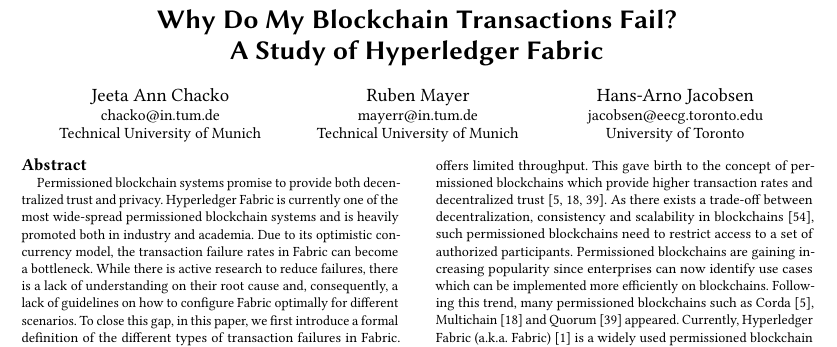 Why Do My Blockchain Transactions Fail?
A Study of Hyperledger Fabric
Jeeta Ann Chacko
chacko@in.tum.de
Technical University of Munich
Ruben Mayer
mayerr@in.tum.de
Technical University of Munich
Hans-Arno Jacobsen
jacobsen@eecg.toronto.edu
University of Toronto
Abstract
Permissioned blockchain systems promise to provide both decen-
tralized trust and privacy. Hyperledger Fabric is currently one of the
most wide-spread permissioned blockchain systems and is heavily
promoted both in industry and academia. Due to its optimistic con-
currency model, the transaction failure rates in Fabric can become
a bottleneck. While there is active research to reduce failures, there
is a lack of understanding on their root cause and, consequently, a
lack of guidelines on how to configure Fabric optimally for different
scenarios. To close this gap, in this paper, we first introduce a formal
definition of the different types of transaction failures in Fabric.
offers limited throughput. This gave birth to the concept of per-
missioned blockchains which provide higher transaction rates and
decentralized trust [5, 18, 39]. As there exists a trade-off between
decentralization, consistency and scalability in blockchains [54],
such permissioned blockchains need to restrict access to a set of
authorized participants. Permissioned blockchains are gaining in-
creasing popularity since enterprises can now identify use cases
which can be implemented more efficiently on blockchains. Follow-
ing this trend, many permissioned blockchains such as Corda [5],
Multichain [18] and Quorum [39] appeared. Currently, Hyperledger
Fabric (a.k.a. Fabric) [1] is a widely used permissioned blockchain